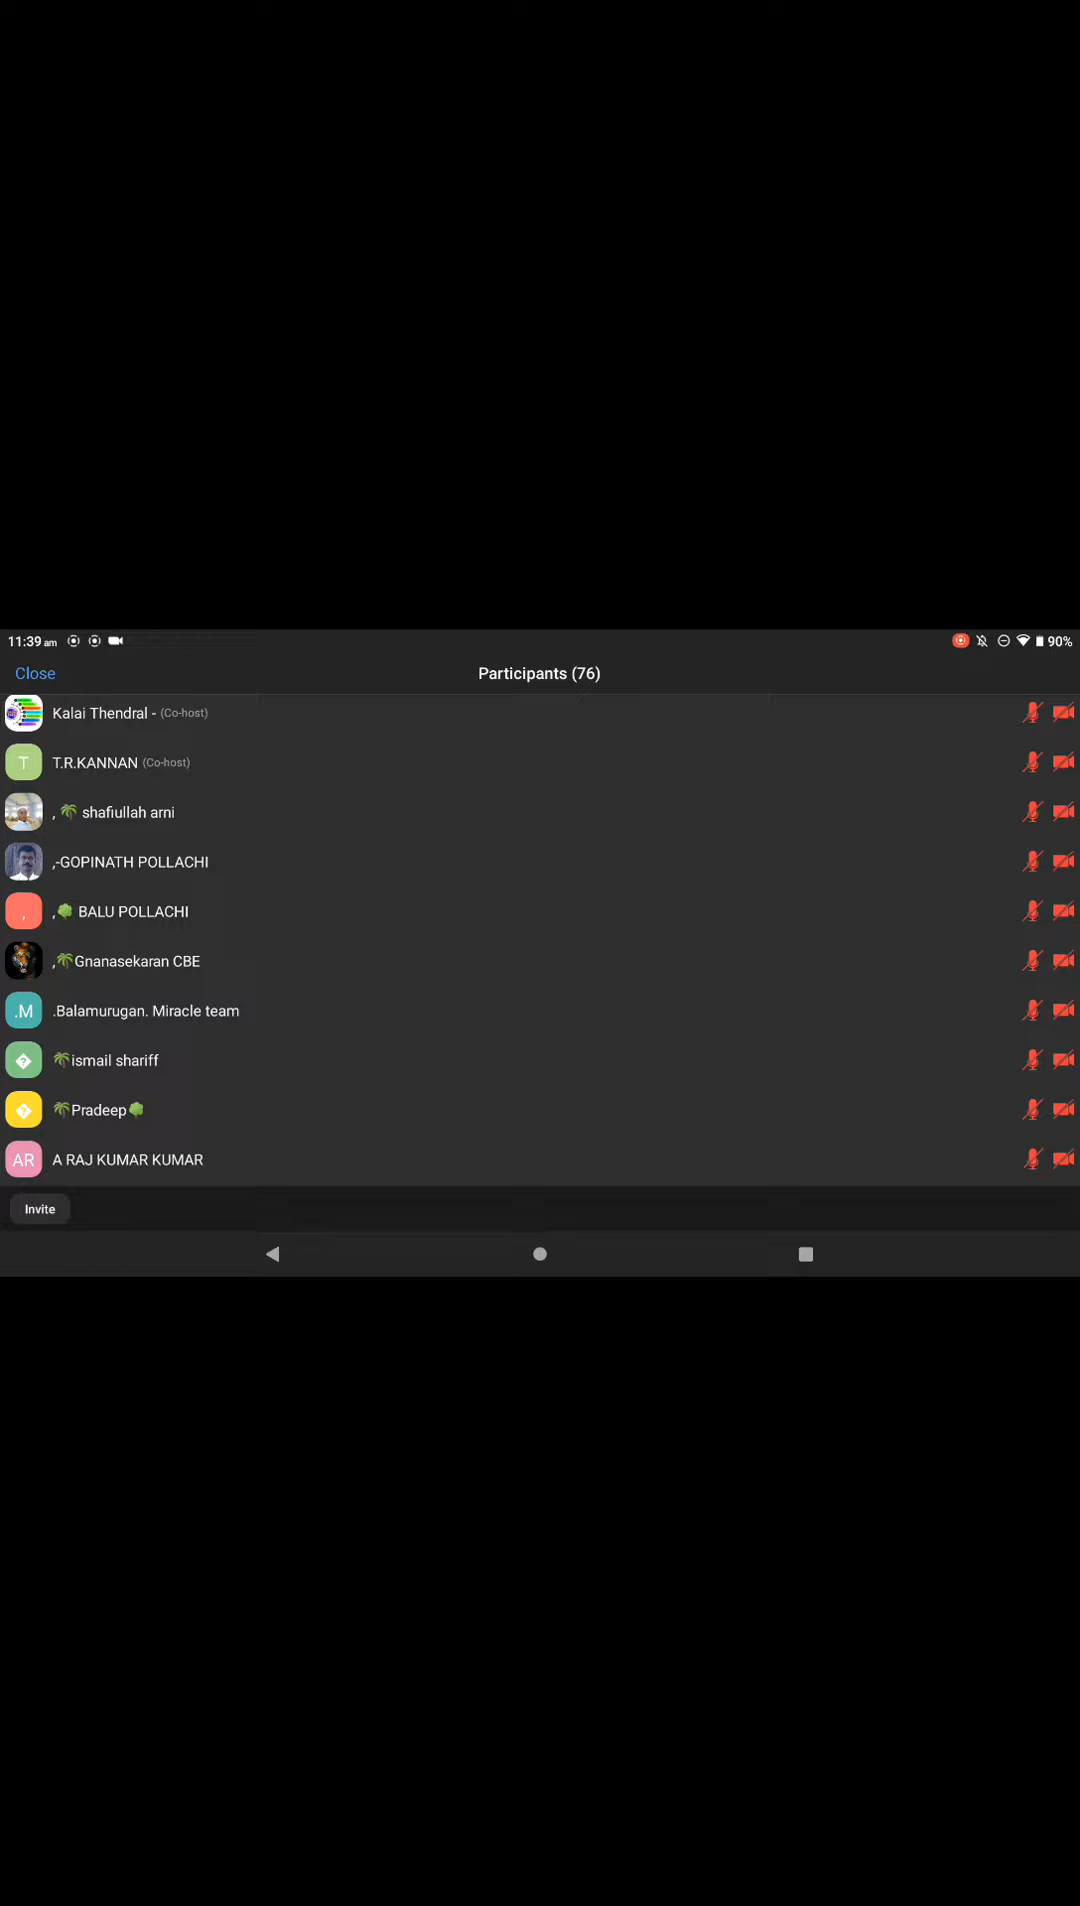 11:39 am 90%
Close Participants (76)
Kalai Thendral - (Co-host)
T T.R.KANNAN (Co-host)
, 🌴 shafiullah arni
,-GOPINATH POLLACHI
, ,🌳 BALU POLLACHI
,🌴Gnanasekaran CBE
.M .Balamurugan. Miracle team
� 🌴ismail shariff
� 🌴Pradeep🌳
AR A RAJ KUMAR KUMAR
Invite